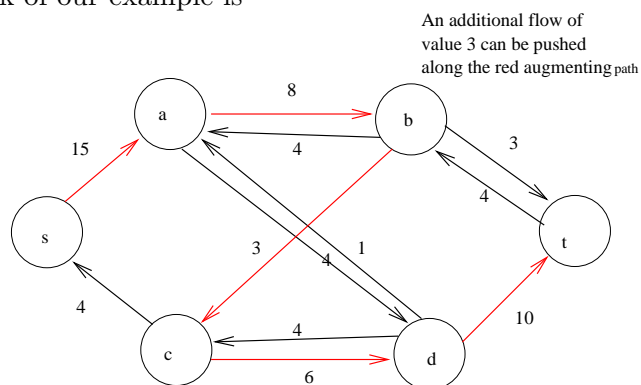 k of our example is
An additional flow of
value 3 can be pushed
along the red augmenting path
8
a
b
15
4
3
4
s
3
4
1
t
4
4
10
c
d
6